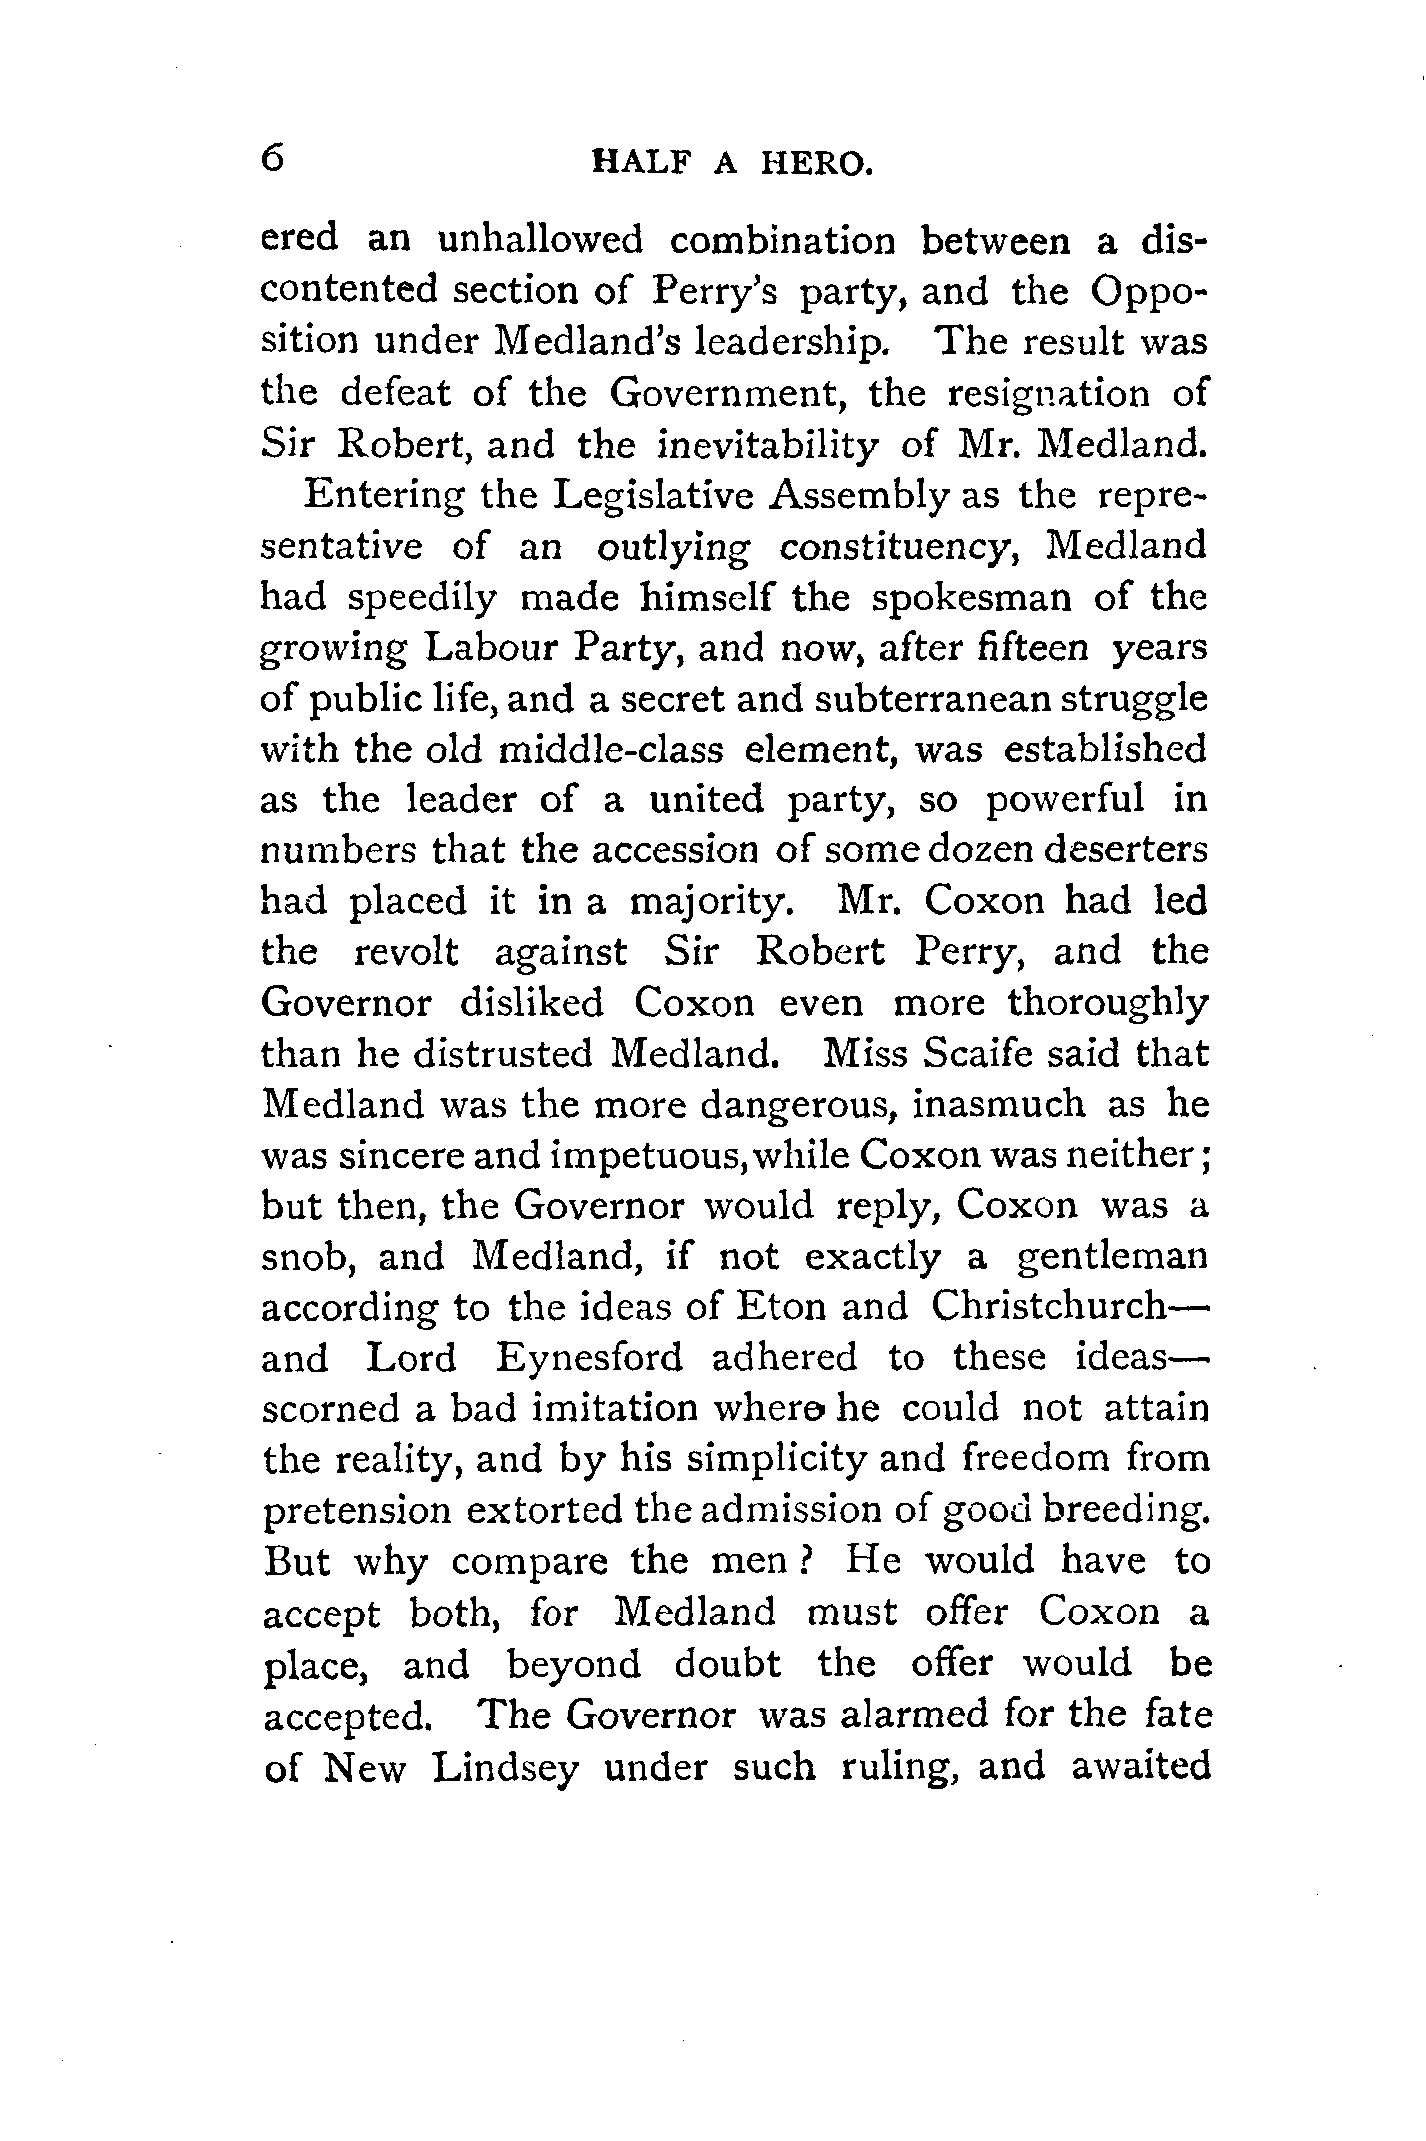 6 HALF A HERO.
ered an unhallowed combination between a dis-
contented section of Perry's party, and the Oppo-
sition under Medland's leadership. The result was
the defeat of the Government, the resignation of
Sir Robert, and the inevitability of Mr. Medland.
Entering the Legislative Assembly as the repre-
sentative of an outlying constituency, Medland
had speedily made himself the spokesman of the
growing Labour Party, and now, after fifteen years
of public life, and a secret and subterranean struggle
with the old middle-class element, was established
as the leader of a united party, so powerful in
numbers that the accession of some dozen deserters
had placed it in a majority. Mr. Coxon had led
the revolt against Sir Robert Perry, and the
Governor disliked Coxon even more thoroughly
than he distrusted Medland. Miss Scaife said that
Medland was the more dangerous, inasmuch as he
was sincere and impetuous, while Coxon was neither;
but then, the Governor would reply, Coxon was a
snob, and Medland, if not exactly a gentleman
according to the ideas of Eton and Christchurch—
and Lord Eynesford adhered to these ideas—
scorned a bad imitation where he could not attain
the reality, and by his simplicity and freedom from
pretension extorted the admission of good breeding.
But why compare the men? He would have to
accept both, for Medland must offer Coxon a
place, and beyond doubt the offer would be
accepted. The Governor was alarmed for the fate
of New Lindsey under such ruling, and awaited